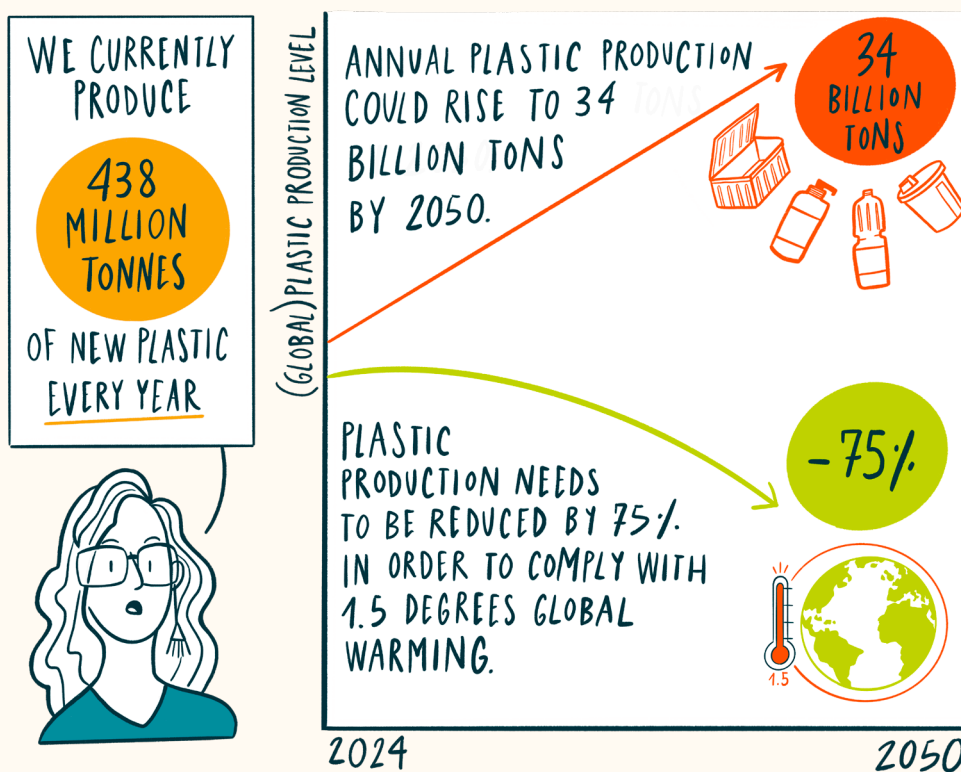 WE CURRENTLY
PRODUCE
438
MILLION
TONNES
OF NEW PLASTIC
EVERY YEAR
(GLOBAL) PLASTIC PRODUCTION LEVEL
ANNUAL PLASTIC PRODUCTION
COULD RISE TO 34
BILLION TONS
BY 2050.
34
BILLION
TONS
PLASTIC
PRODUCTION NEEDS
TO BE REDUCED BY 75%
IN ORDER TO COMPLY WITH
1.5 DEGREES GLOBAL
WARMING.
-75%
1.5
2024
2050